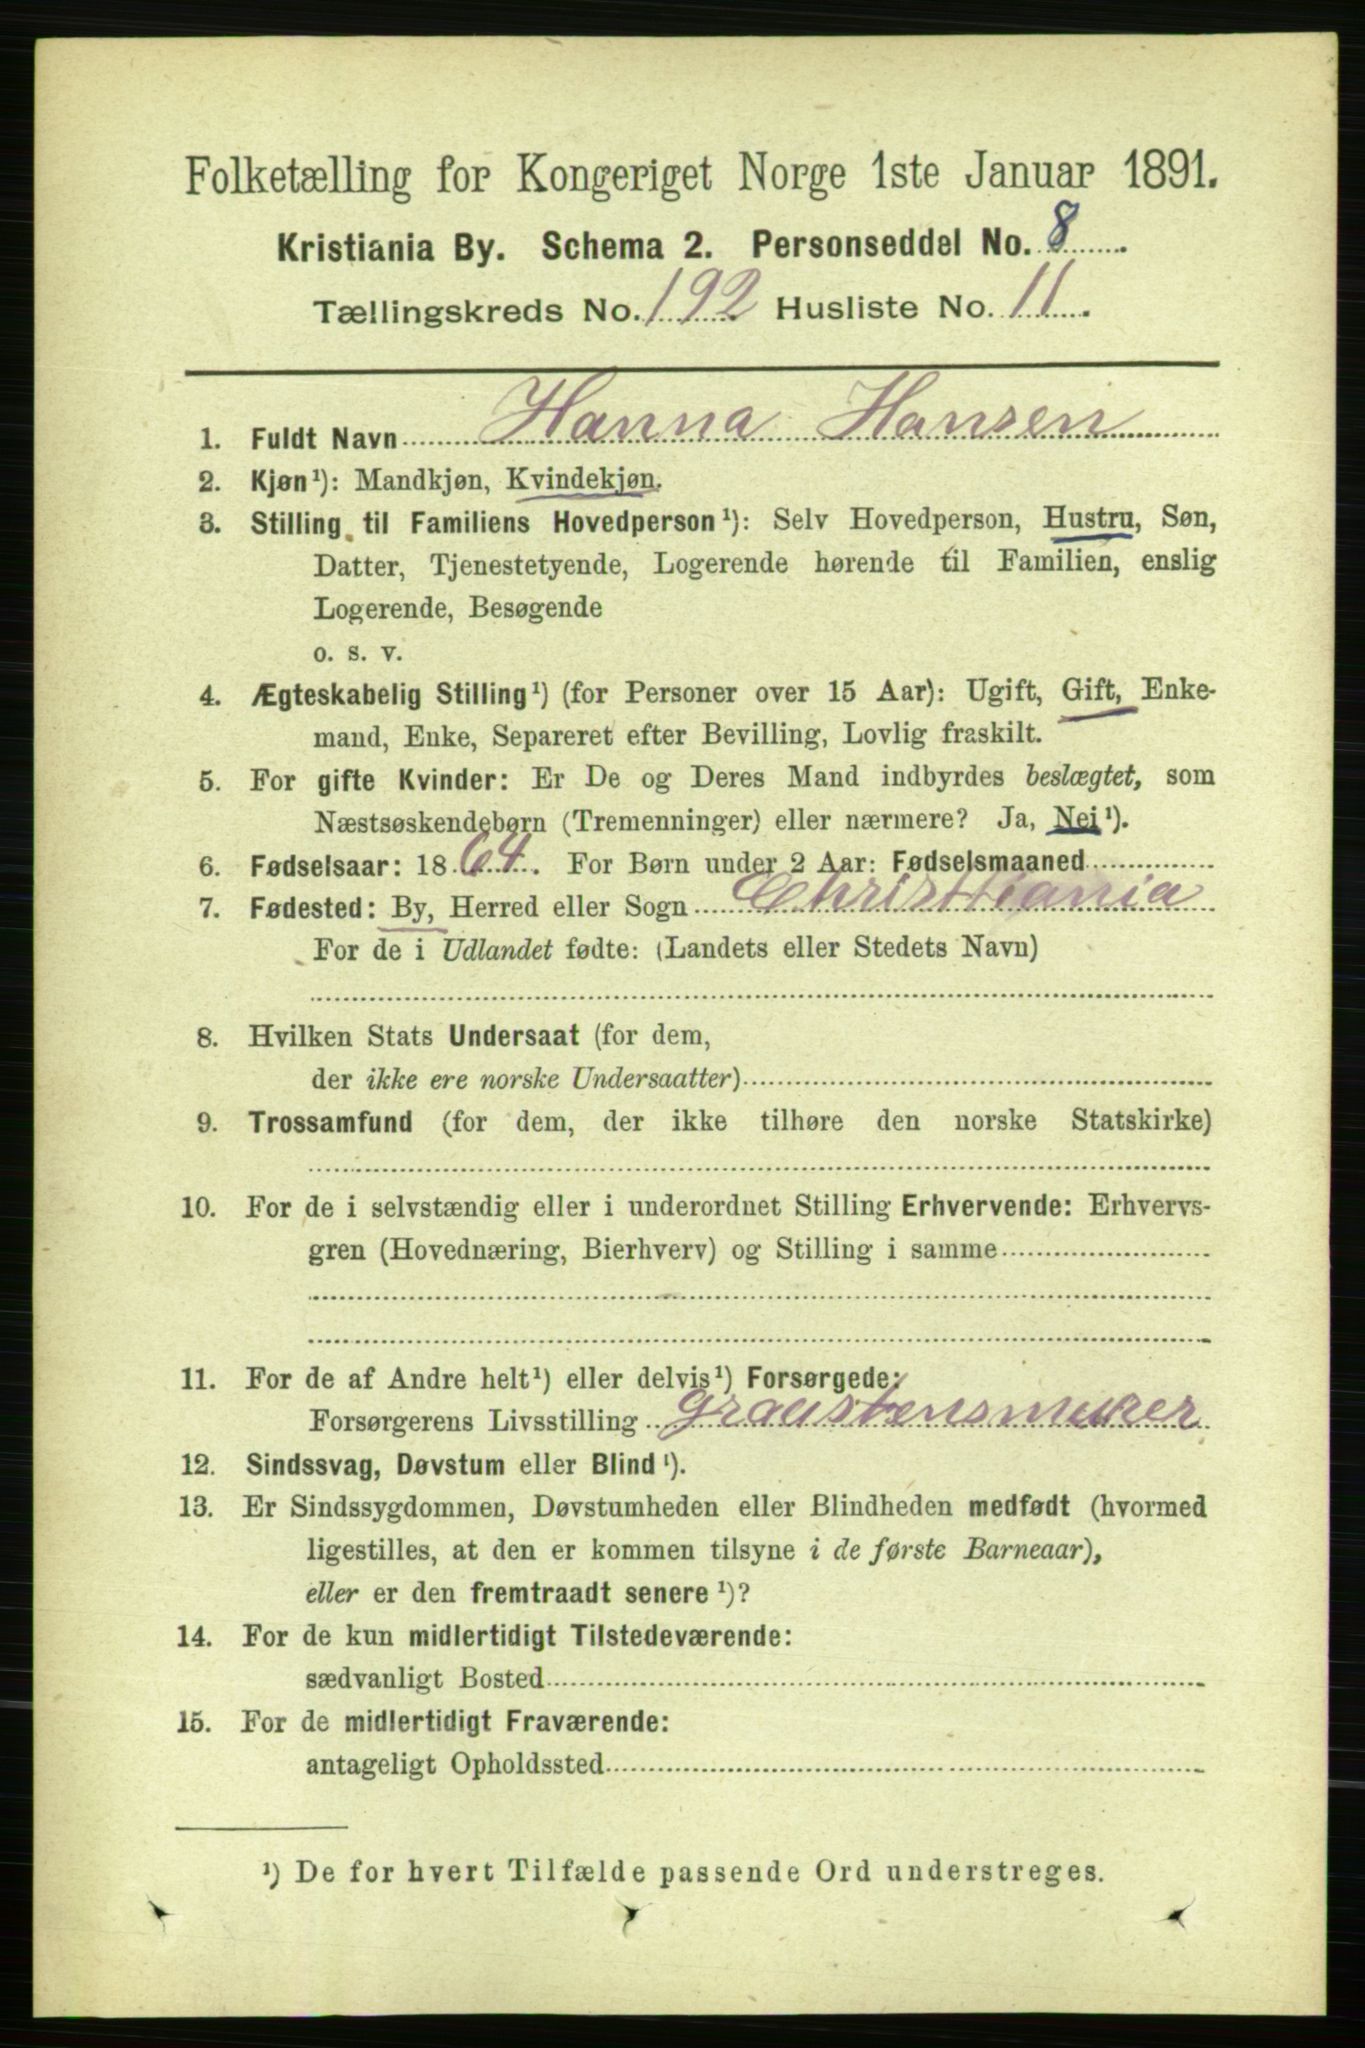 Folketælling for Kongeriget Norge 1ste Januar 1891.
Kristiania By. Schema 2. Personseddel No. 8
Tællingskreds No. 192 Husliste No. 11
1. Fuldt Navn Hanna Hansen
2. Kjøn¹): Mandkjøn, Kvindekjøn.
3. Stilling til Familiens Hovedperson¹): Selv Hovedperson, Hustru, Søn,
Datter, Tjenestetyende, Logerende hørende til Familien, enslig
Logerende, Besøgende
o. s. v.
4. Ægteskabelig Stilling¹) (for Personer over 15 Aar): Ugift, Gift, Enke-
mand, Enke, Separeret efter Bevilling, Lovlig fraskilt.
5. For gifte Kvinder: Er De og Deres Mand indbyrdes beslægtet, som
Næstsøskendebørn (Tremenninger) eller nærmere? Ja, Nei¹).
6. Fødselsaar: 1864. For Børn under 2 Aar: Fødselsmaaned
7. Fødested: By, Herred eller Sogn Christiania
For de i Udlandet fødte: (Landets eller Stedets Navn)
8. Hvilken Stats Undersaat (for dem,
der ikke ere norske Undersaatter)
9. Trossamfund (for dem, der ikke tilhøre den norske Statskirke)
10. For de i selvstændig eller i underordnet Stilling Erhvervende: Erhvervs-
gren (Hovednæring, Bierhverv) og Stilling i samme
11. For de af Andre helt¹) eller delvis¹) Forsørgede:
Forsørgerens Livsstilling graastensmurer
12. Sindssvag, Døvstum eller Blind¹).
13. Er Sindssygdommen, Døvstumheden eller Blindheden medfødt (hvormed
ligestilles, at den er kommen tilsyne i de første Barneaar),
eller er den fremtraadt senere¹)?
14. For de kun midlertidigt Tilstedeværende:
sædvanligt Bosted
15. For de midlertidigt Fraværende:
antageligt Opholdssted
¹) De for hvert Tilfælde passende Ord understreges.